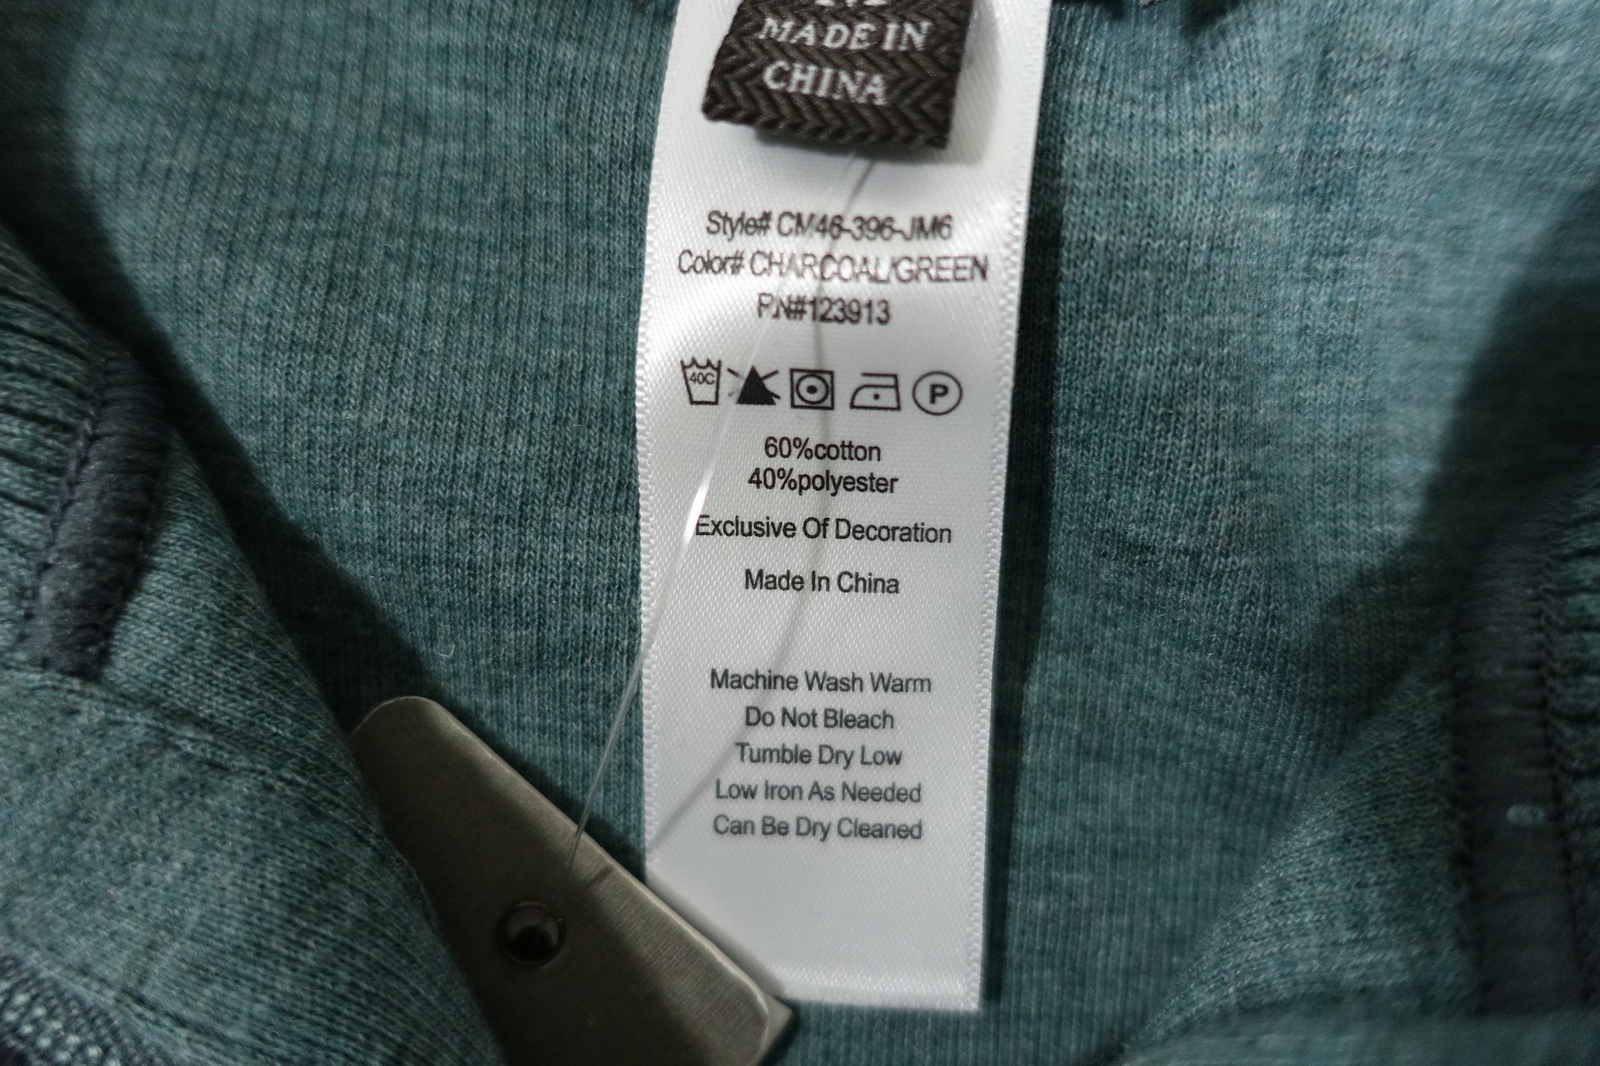 MADE IN
CHINA
Style# CM46-396-JM6
Color# CHARCOAL/GREEN
RN#123913
40C
P
60%cotton
40%polyester
Exclusive Of Decoration
Made In China
Machine Wash Warm
Do Not Bleach
Tumble Dry Low
Low Iron As Needed
Can Be Dry Cleaned